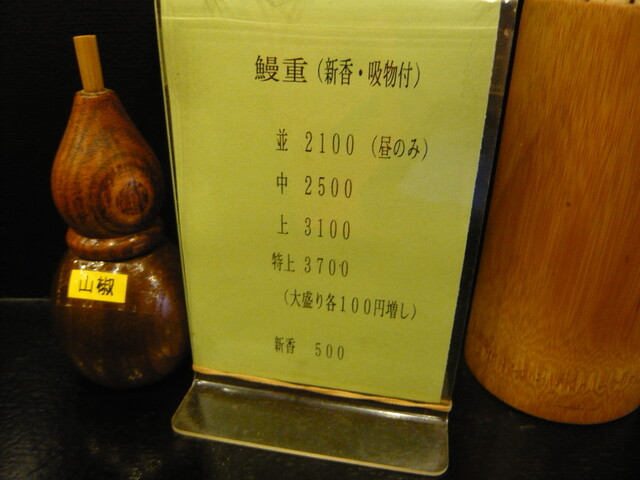 鰻重（新香・吸物付）
並 2100（昼のみ）
中 2500
上 3100
特上 3700
（大盛り各100円増し）
新香 500
山椒